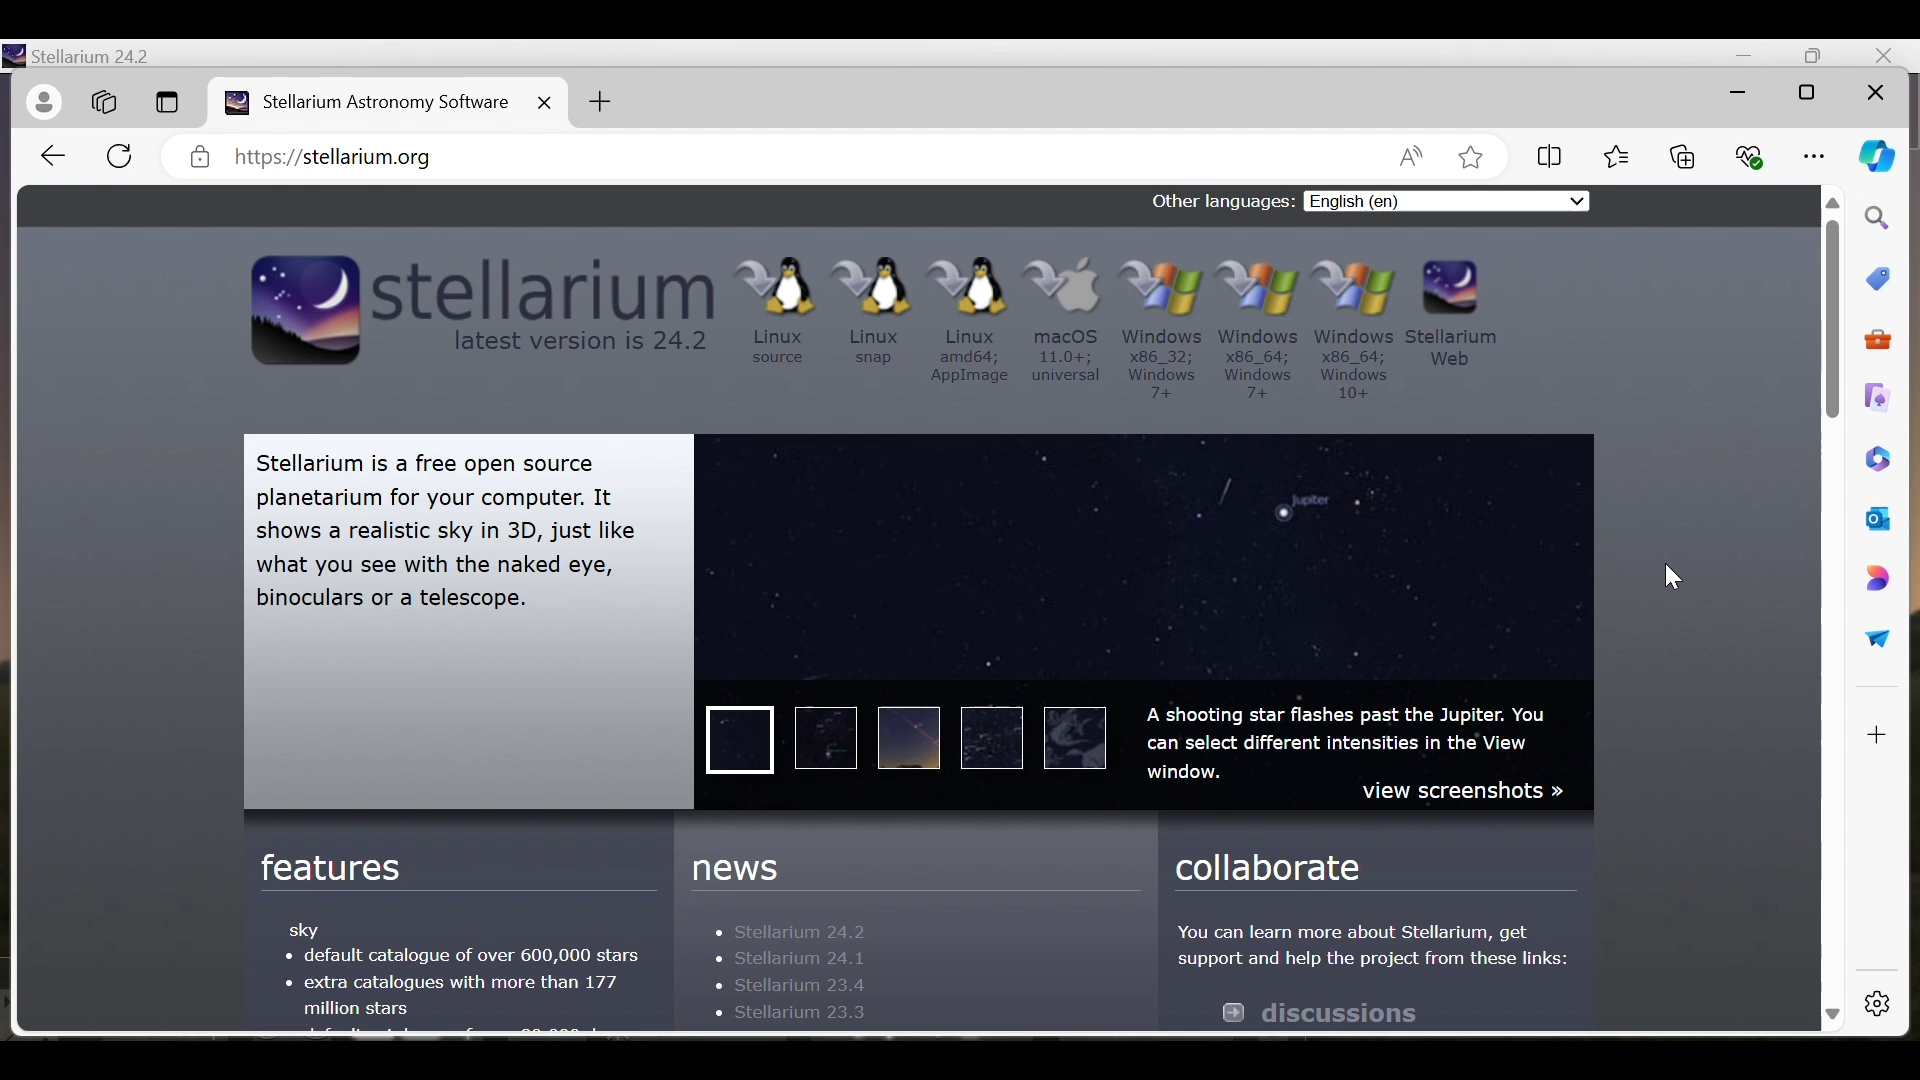 Stellarium 24.2
Stellarium Astronomy Software
https://stellarium.org
Other languages: English (en)
stellarium
latest version is 24.2
Linux
source
Linux
snap
Linux
amd64;
AppImage
macOS
11.0+;
universal
Windows
x86_32;
Windows
7+
Windows
x86_64;
Windows
7+
Windows
x86_64;
Windows
10+
Stellarium
Web
Stellarium is a free open source
planetarium for your computer. It
shows a realistic sky in 3D, just like
what you see with the naked eye,
binoculars or a telescope.
Jupiter
A shooting star flashes past the Jupiter. You
can select different intensities in the View
window.
view screenshots »
features
sky
• default catalogue of over 600,000 stars
• extra catalogues with more than 177
million stars
news
• Stellarium 24.2
• Stellarium 24.1
• Stellarium 23.4
• Stellarium 23.3
collaborate
You can learn more about Stellarium, get
support and help the project from these links:
discussions